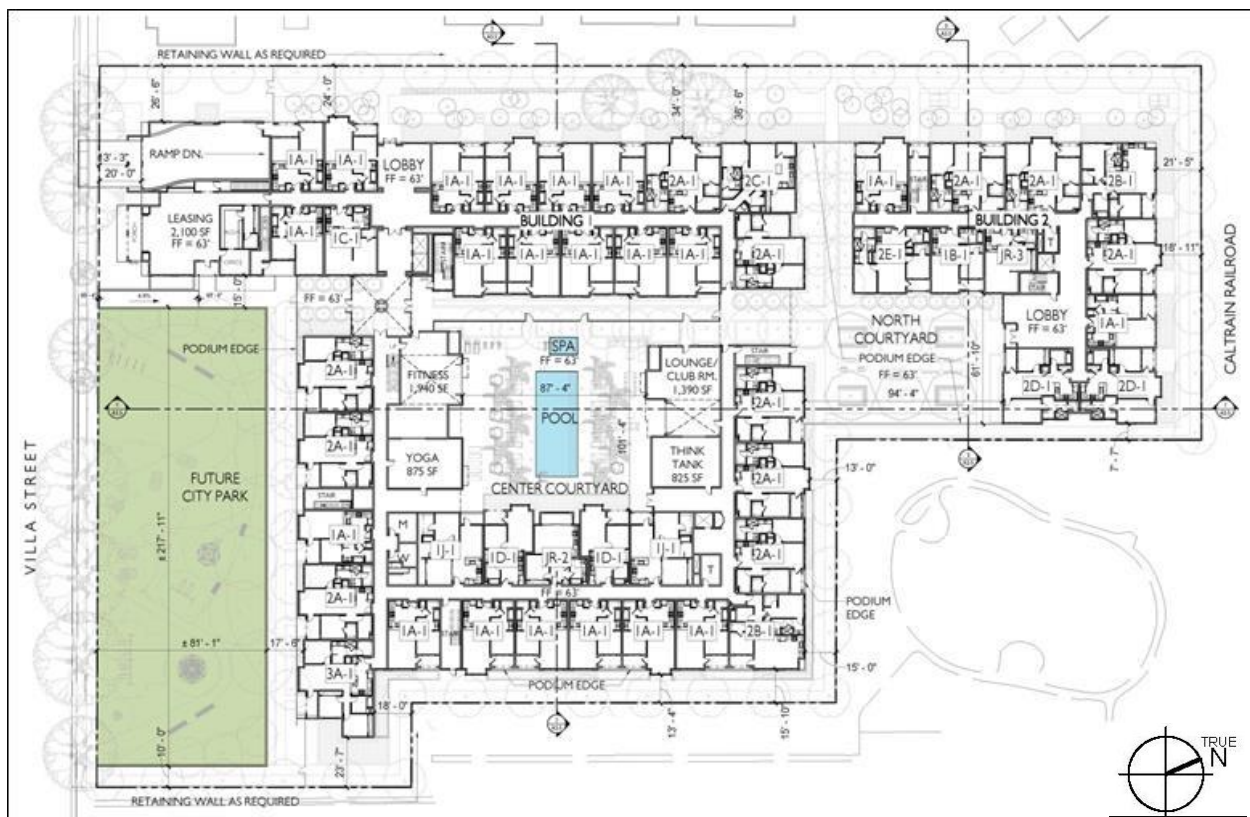 RETAINING WALL AS REQUIRED
26' - 6"
24' - 0"
34' - 0"
36' - 6"
RAMP DN.
1A-1
1A-1
LOBBY
FF = 63'
1A-1
1A-1
1A-1
1A-1
2A-1
2C-1
1A-1
STAIR
2A-1
2A-1
2B-1
21' - 5"
20' - 0"
LEASING
2,100 SF
FF = 63'
PORCH
OFFICE
1A-1
1C-1
BUILDING 1
BUILDING 2
1A-1
1A-1
1A-1
1A-1
1A-1
2A-1
2E-1
1B-1
JR-3
T
2A-1
18' - 11"
CALTRAIN RAILROAD
15' - 0"
FF = 63'
LOBBY
FF = 63'
1A-1
NORTH
COURTYARD
PODIUM EDGE
FF = 63'
61' - 10"
94' - 4"
2D-1
2D-1
7' - 7"
PODIUM EDGE
2A-1
FITNESS
1,940 SF
SPA
FF = 63'
87' - 4"
POOL
101' - 4"
LOUNGE/
CLUB RM.
1,390 SF
STAIR
2A-1
VILLA STREET
FUTURE
CITY PARK
± 217' - 11"
± 81' - 1"
10' - 0"
17' - 6"
2A-1
YOGA
875 SF
THINK
TANK
825 SF
2A-1
13' - 0"
CENTER COURTYARD
STAIR
1A-1
M
W
1J-1
1D-1
JR-2
1D-1
1J-1
T
2A-1
FF = 63'
2A-1
1A-1
STAIR
1A-1
1A-1
1A-1
1A-1
1A-1
2B-1
PODIUM
EDGE
15' - 0"
3A-1
18' - 0"
PODIUM EDGE
13' - 4"
15' - 10"
23' - 7"
RETAINING WALL AS REQUIRED
TRUE
N